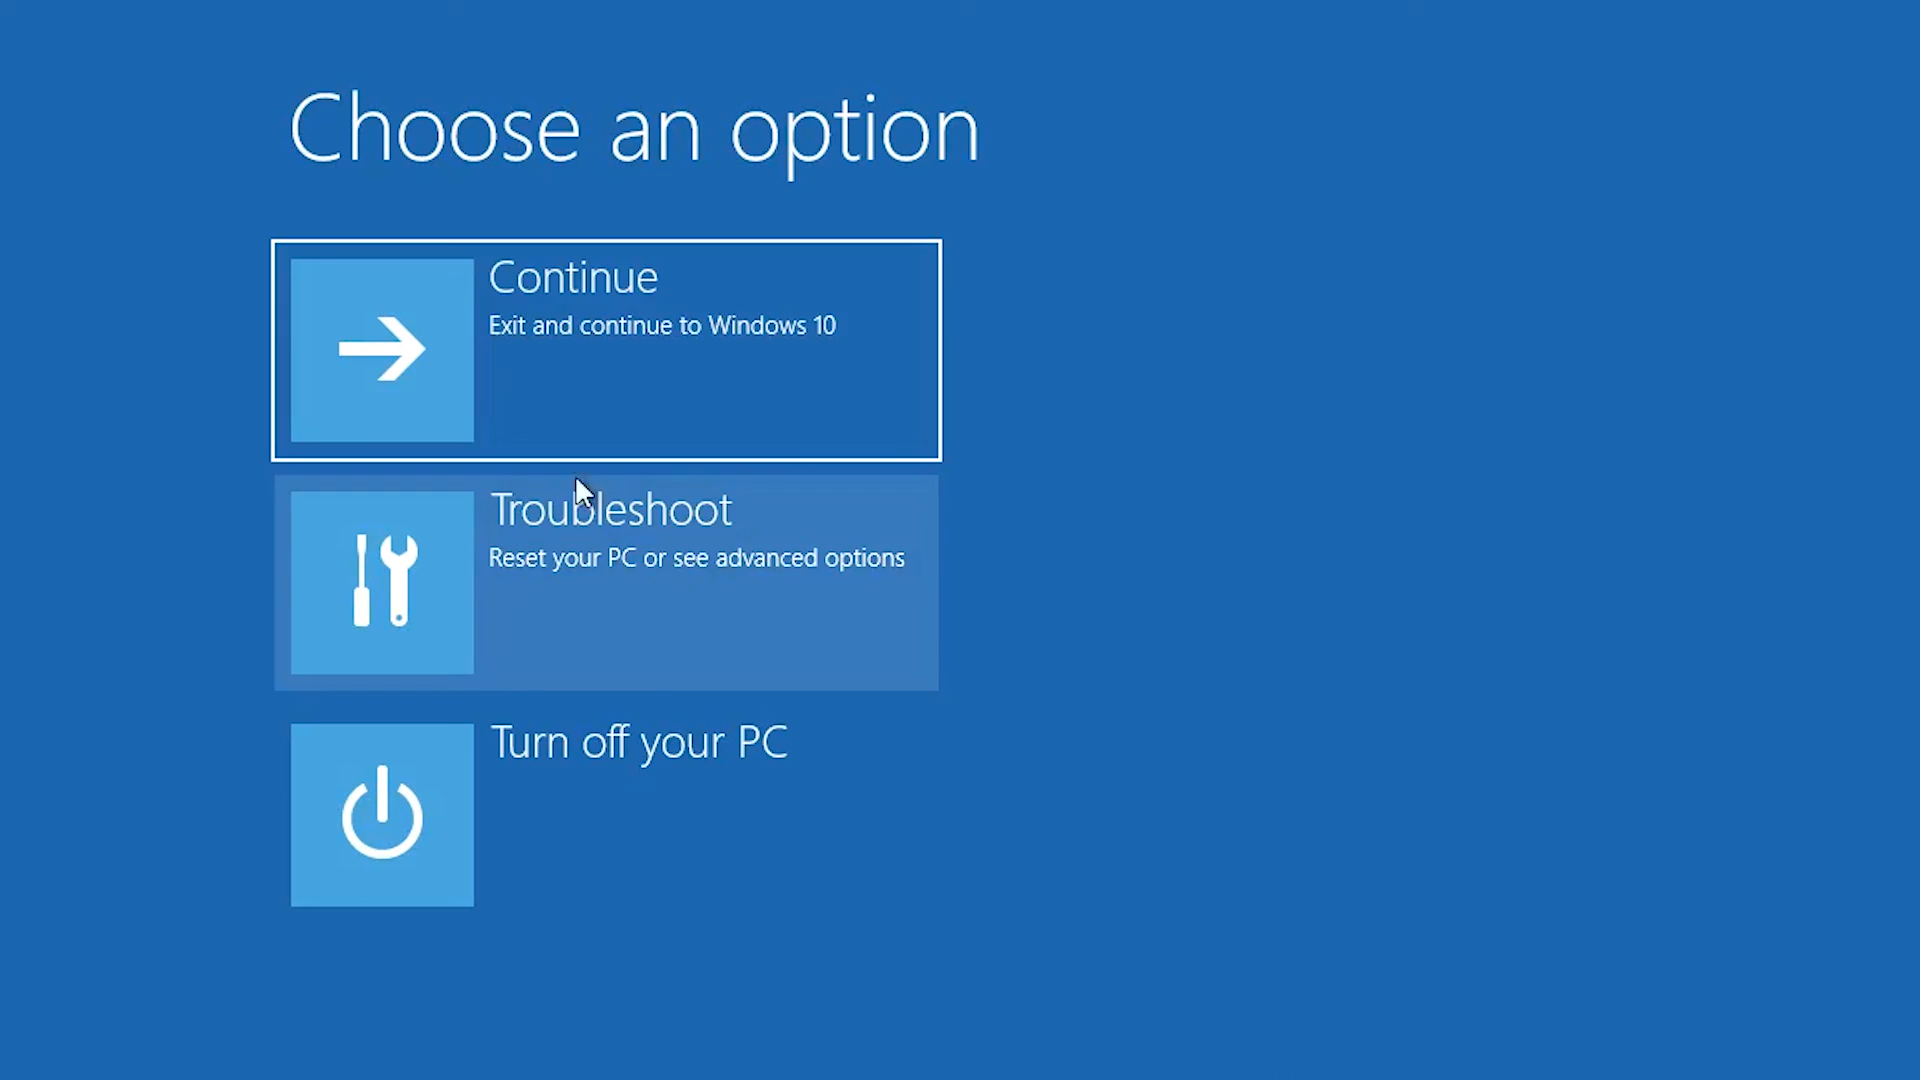 Choose an option
Continue
Exit and continue to Windows 10
Troubleshoot
Reset your PC or see advanced options
Turn off your PC